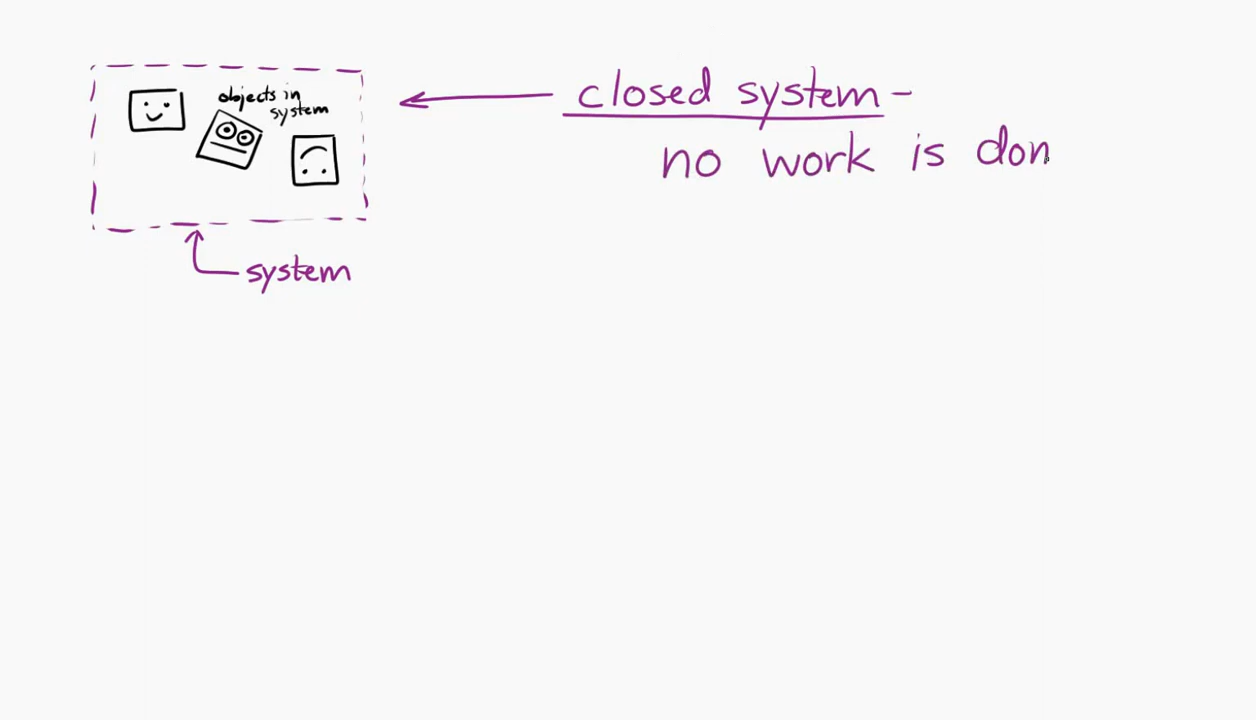 objects in
system
system
closed system -
no work is don